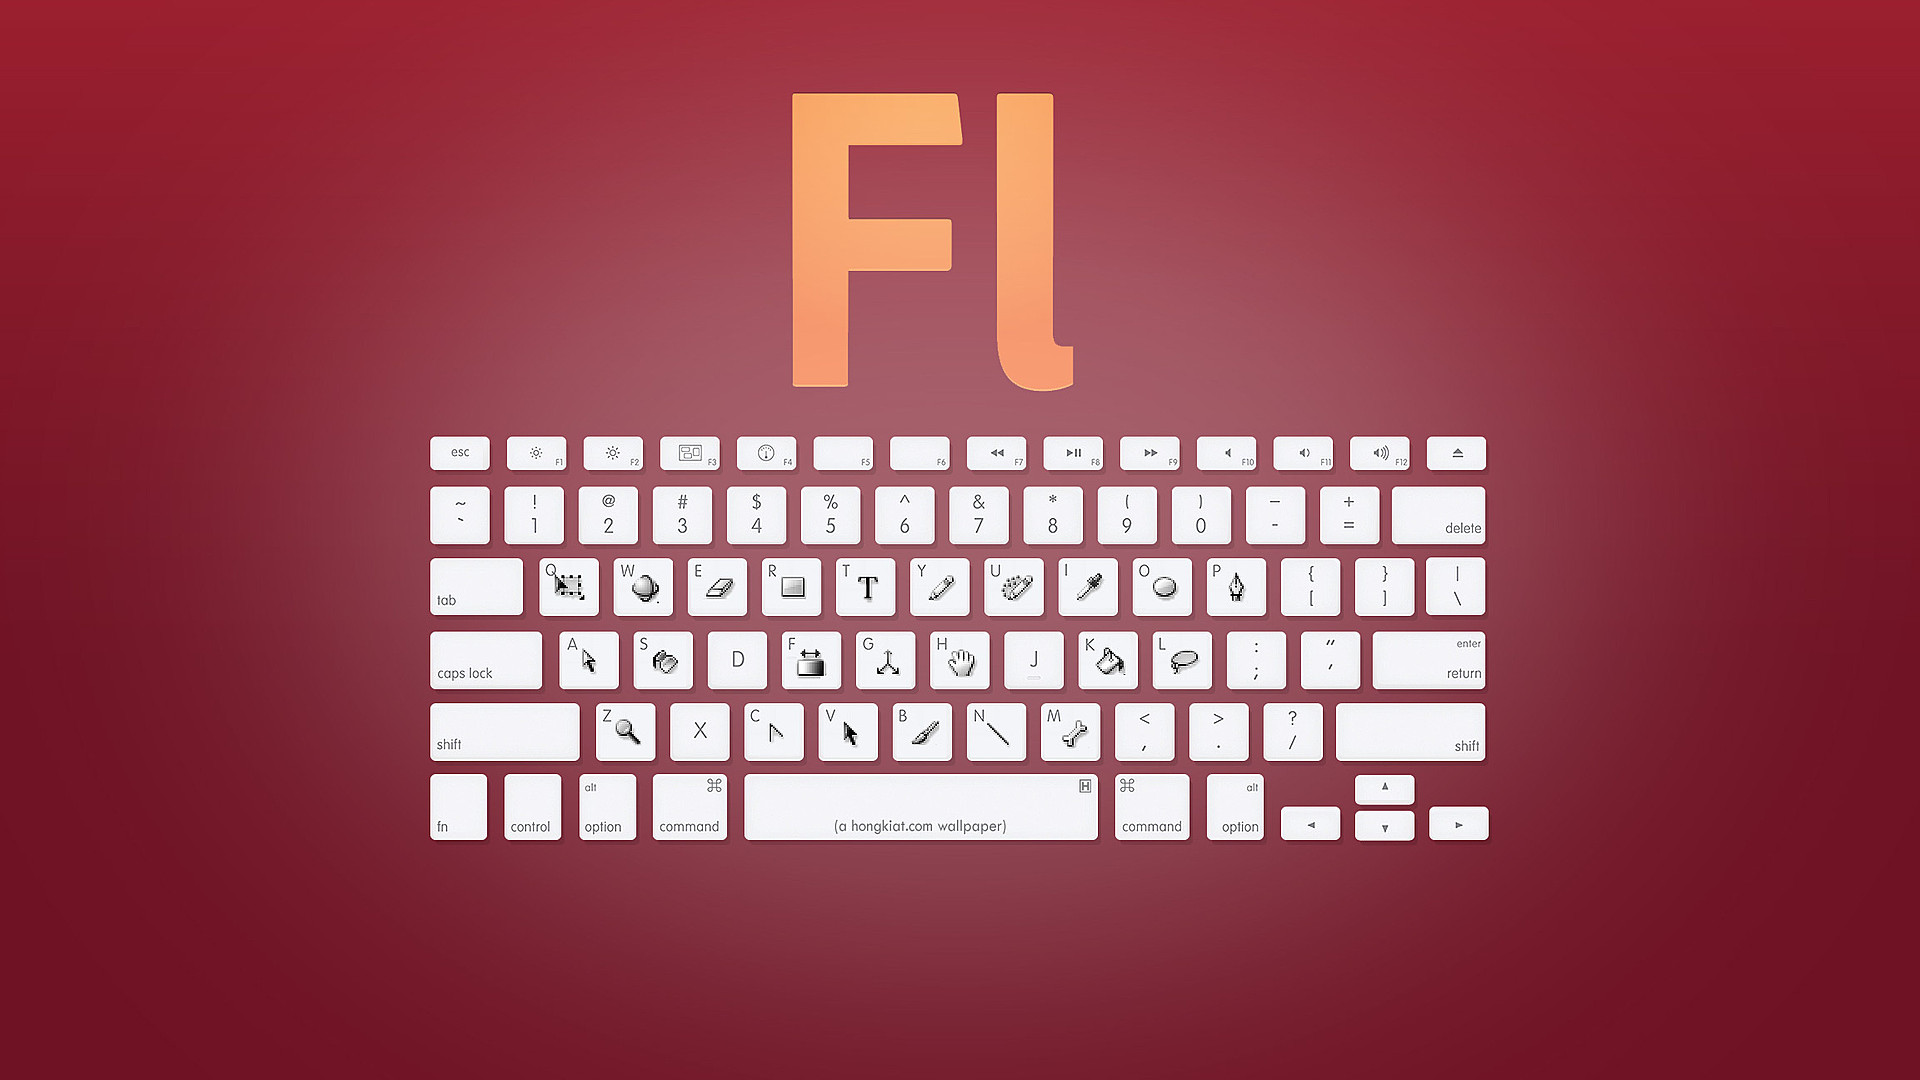 Fl
esc F1 F2 F3 F4 F5 F6 F7 F8 F9 F10 F11 F12
~ ! @ # $ % ^ & * ( ) – +
` 1 2 3 4 5 6 7 8 9 0 - = delete
tab Q W E R T Y U I O P { } |
[ ] \
caps lock A S D F G H J K L : ” enter
; ’ return
shift Z X C V B N M < > ? shift
, . /
alt ⌘ H ⌘ alt
fn control option command (a hongkiat.com wallpaper) command option